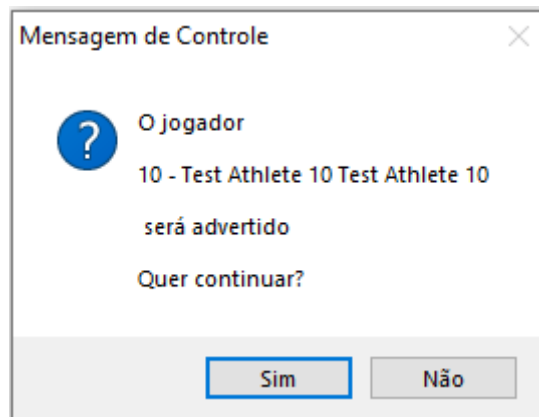 Mensagem de Controle
O jogador
10 - Test Athlete 10 Test Athlete 10
será advertido
Quer continuar?
Sim
Não